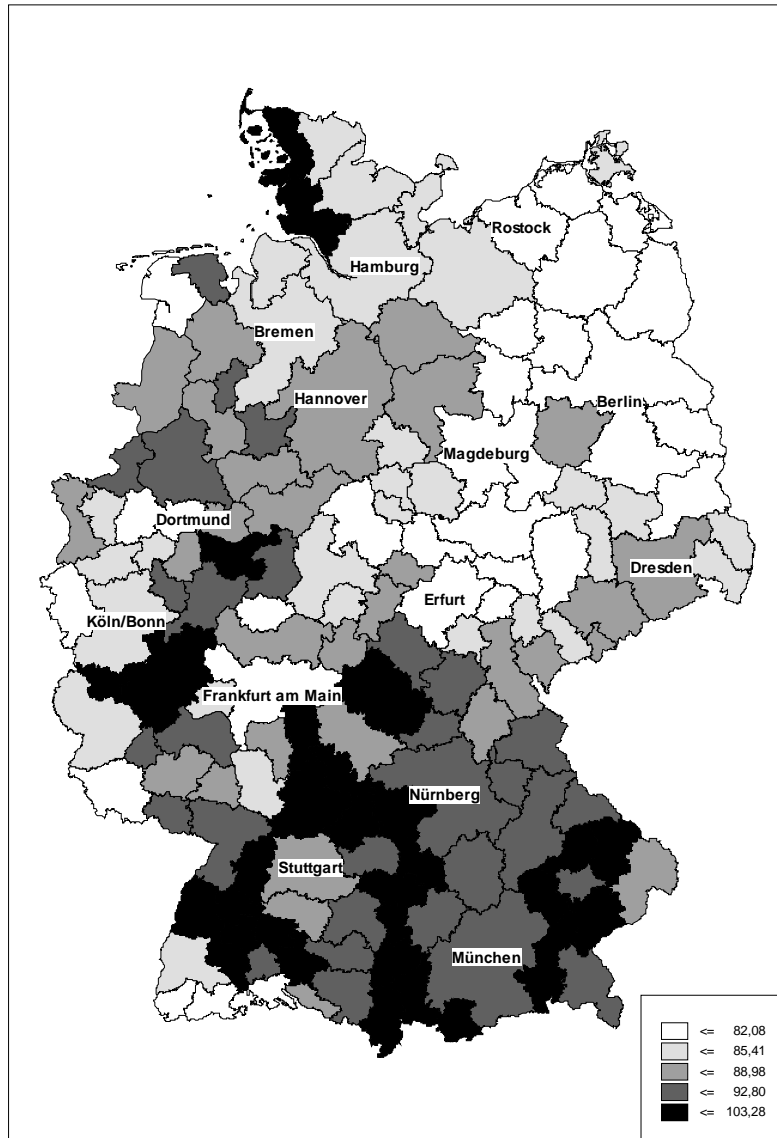 Rostock
Hamburg
Bremen
Hannover
Berlin
Magdeburg
Dortmund
Dresden
Erfurt
Köln/Bonn
Frankfurt am Main
Nürnberg
Stuttgart
München
<= 82,08
<= 85,41
<= 88,98
<= 92,80
<= 103,28